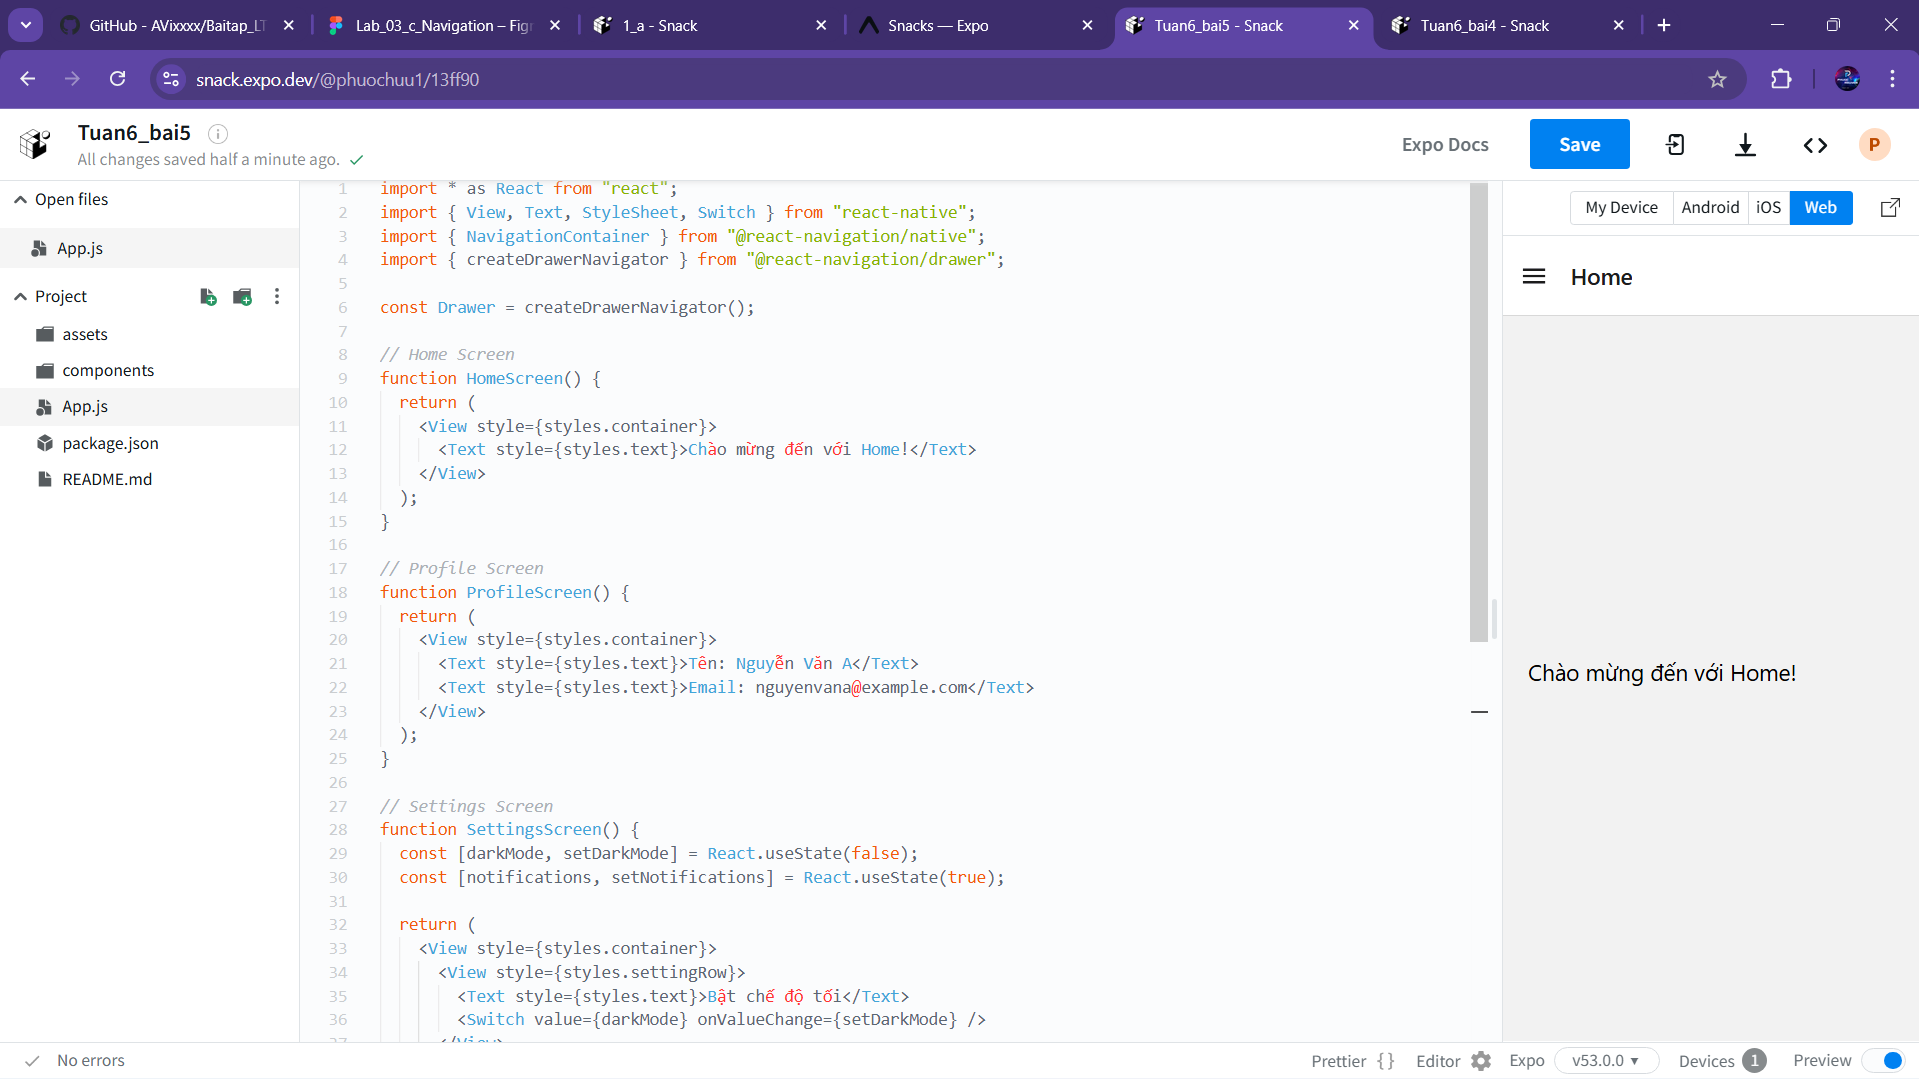 GitHub - AVixxxx/Baitap_LT
Lab_03_c_Navigation – Fig
1_a - Snack
Snacks — Expo
Tuan6_bai5 - Snack
Tuan6_bai4 - Snack
snack.expo.dev/@phuochuu1/13ff90
Tuan6_bai5
All changes saved half a minute ago.
Expo Docs
Save
P
Open files
App.js
Project
assets
components
App.js
package.json
README.md
1 import * as React from "react";
2 import { View, Text, StyleSheet, Switch } from "react-native";
3 import { NavigationContainer } from "@react-navigation/native";
4 import { createDrawerNavigator } from "@react-navigation/drawer";
5
6 const Drawer = createDrawerNavigator();
7
8 // Home Screen
9 function HomeScreen() {
10 return (
11 <View style={styles.container}>
12 <Text style={styles.text}>Chào mừng đến với Home!</Text>
13 </View>
14 );
15 }
16
17 // Profile Screen
18 function ProfileScreen() {
19 return (
20 <View style={styles.container}>
21 <Text style={styles.text}>Tên: Nguyễn Văn A</Text>
22 <Text style={styles.text}>Email: nguyenvana@example.com</Text>
23 </View>
24 );
25 }
26
27 // Settings Screen
28 function SettingsScreen() {
29 const [darkMode, setDarkMode] = React.useState(false);
30 const [notifications, setNotifications] = React.useState(true);
31
32 return (
33 <View style={styles.container}>
34 <View style={styles.settingRow}>
35 <Text style={styles.text}>Bật chế độ tối</Text>
36 <Switch value={darkMode} onValueChange={setDarkMode} />
37 </View>
My Device
Android
iOS
Web
Home
Chào mừng đến với Home!
No errors
Prettier {}
Editor
Expo
v53.0.0
Devices 1
Preview